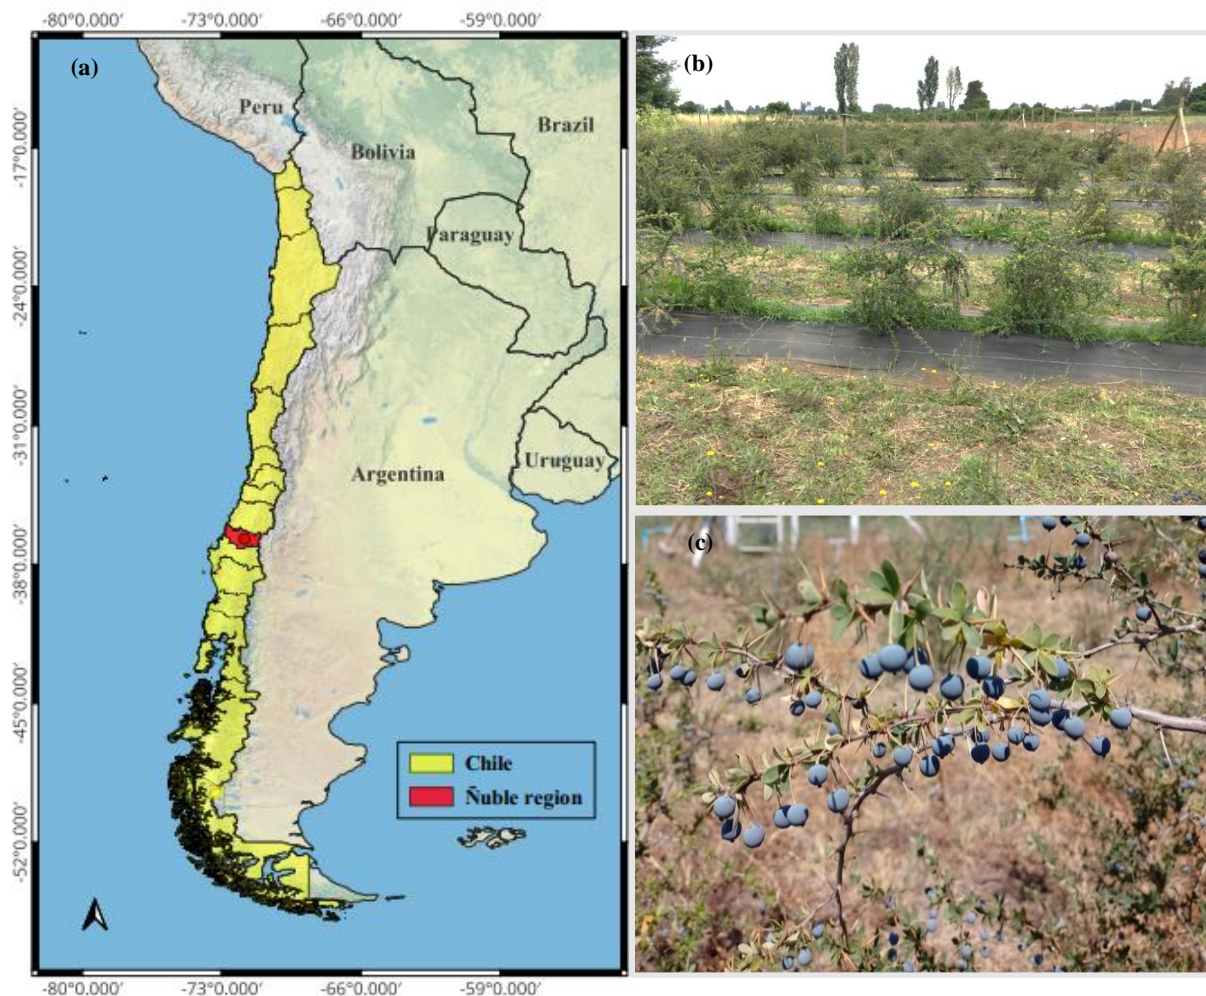 -80°0.000′ -73°0.000′ -66°0.000′ -59°0.000′
(a)
Peru
Brazil
Bolivia
Paraguay
Uruguay
Argentina
Chile
Ñuble region
-17°0.000′
-24°0.000′
-31°0.000′
-38°0.000′
-45°0.000′
-52°0.000′
-80°0.000′ -73°0.000′ -66°0.000′ -59°0.000′
(b)
(c)